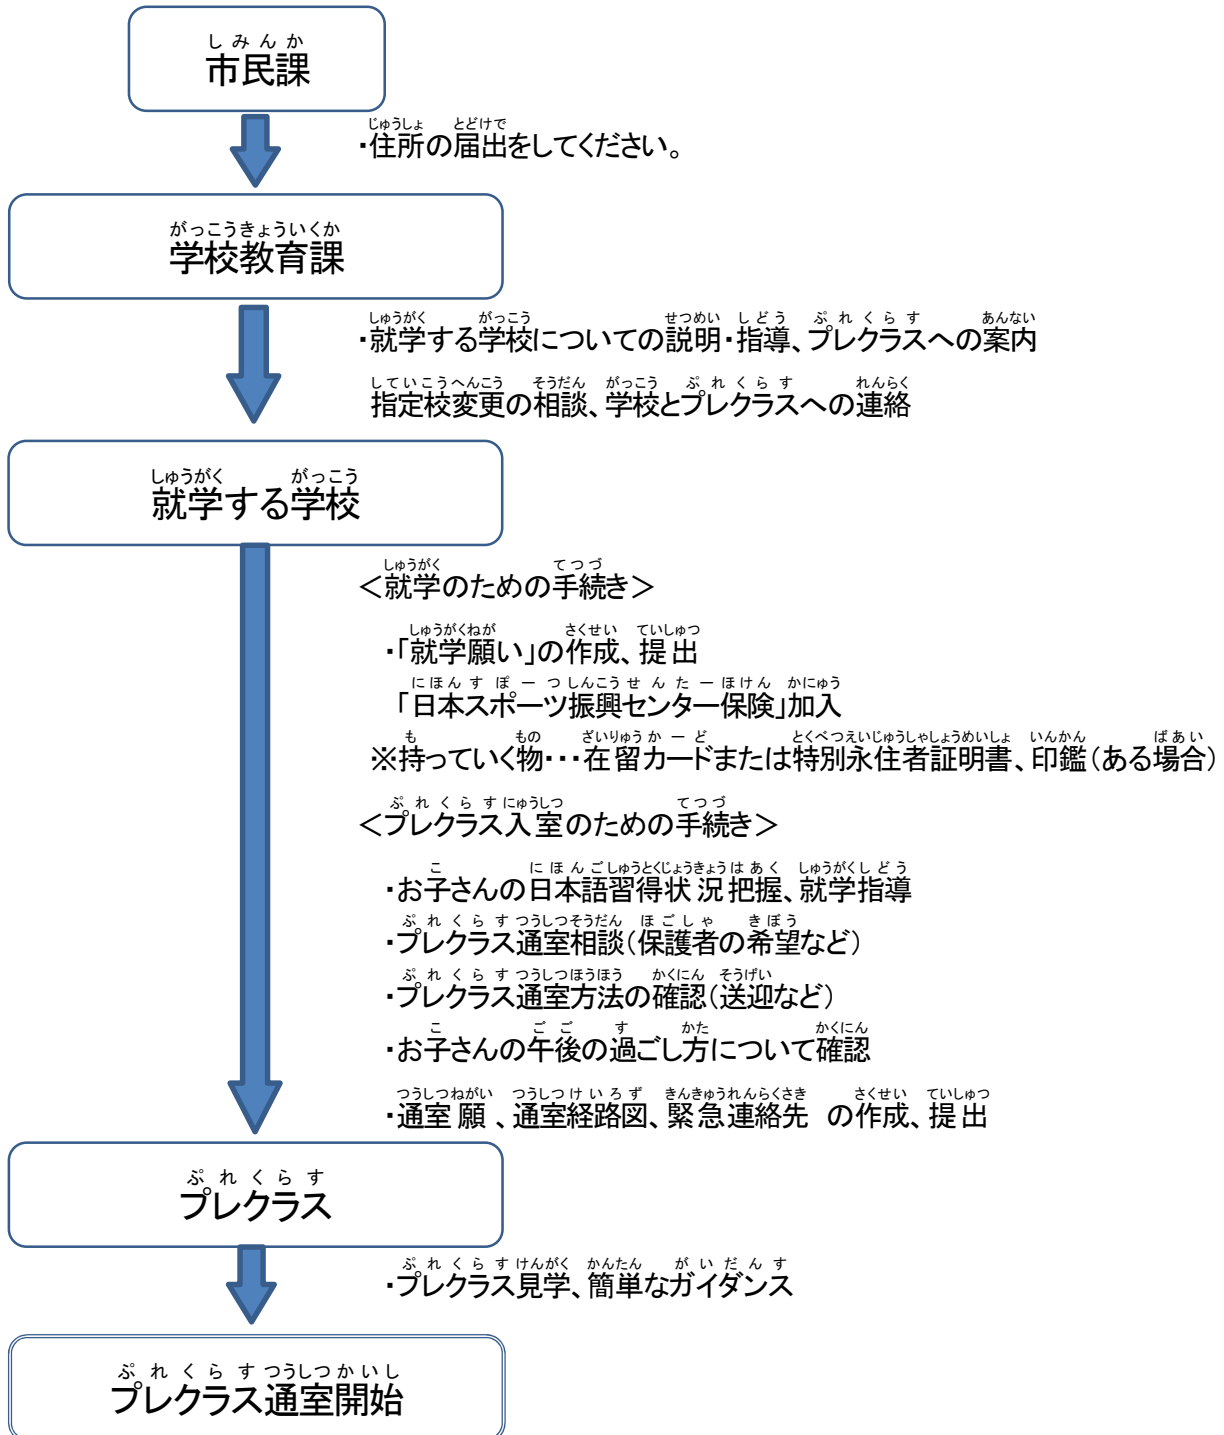 しみんか
市民課
じゅうしょ とどけで
・住所の届出をしてください。
がっこうきょういくか
学校教育課
しゅうがく がっこう せつめい しどう ぷれくらす あんない
・就学する学校についての説明・指導、プレクラスへの案内
していこうへんこう そうだん がっこう ぷれくらす れんらく
指定校変更の相談、学校とプレクラスへの連絡
しゅうがく がっこう
就学する学校
しゅうがく てつづ
＜就学のための手続き＞
しゅうがくねが さくせい ていしゅつ
・「就学願い」の作成、提出
にほんすぽーつしんこうせんたーほけん かにゅう
「日本スポーツ振興センター保険」加入
も もの ざいりゅうかーど とくべつえいじゅうしゃしょうめいしょ いんかん ばあい
※持っていく物・・・在留カードまたは特別永住者証明書、印鑑（ある場合）
ぷれくらすにゅうしつ てつづ
＜プレクラス入室のための手続き＞
こ にほんごしゅうとくじょうきょうはあく しゅうがくしどう
・お子さんの日本語習得状況把握、就学指導
ぷれくらすつうしつそうだん ほごしゃ きぼう
・プレクラス通室相談（保護者の希望など）
ぷれくらすつうしつほうほう かくにん そうげい
・プレクラス通室方法の確認（送迎など）
こ ごご す かた かくにん
・お子さんの午後の過ごし方について確認
つうしつねがい つうしつけいろず きんきゅうれんらくさき さくせい ていしゅつ
・通室願、通室経路図、緊急連絡先 の作成、提出
ぷれくらす
プレクラス
ぷれくらすけんがく かんたん がいだんす
・プレクラス見学、簡単なガイダンス
ぷれくらすつうしつかいし
プレクラス通室開始